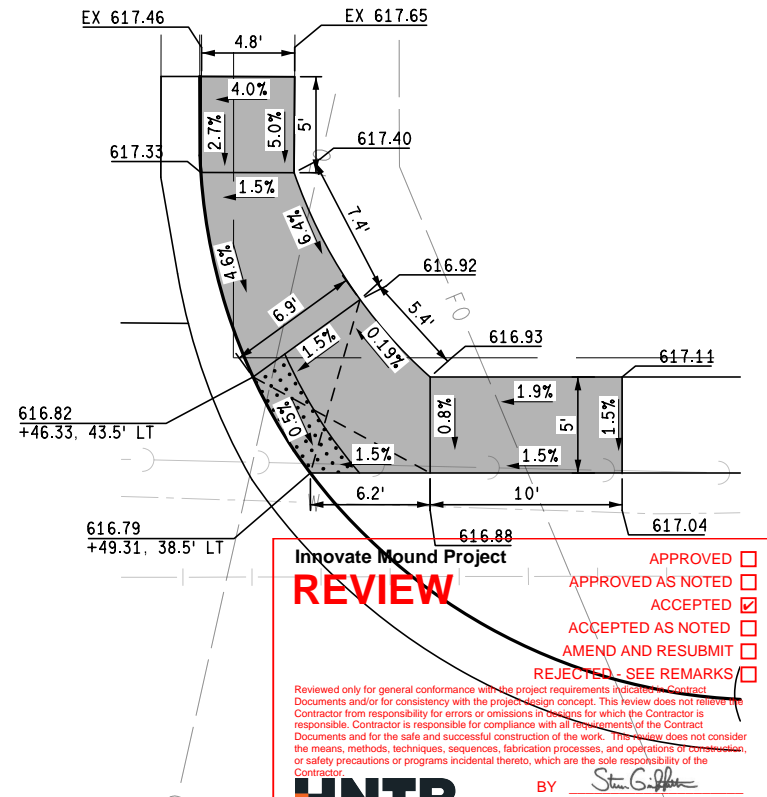 EX 617.46
EX 617.65
4.8'
4.0%
2.7%
5.0%
5'
617.33
617.40
1.5%
7.4'
6.4%
4.6%
616.92
6.9'
5.4'
FO
1.5%
0.19%
616.93
617.11
616.82
+46.33, 43.5' LT
0.5%
0.8%
1.9%
5'
1.5%
1.5%
1.5%
6.2'
10'
616.79
+49.31, 38.5' LT
616.88
617.04
Innovate Mound Project
REVIEW
APPROVED
APPROVED AS NOTED
ACCEPTED
ACCEPTED AS NOTED
AMEND AND RESUBMIT
REJECTED - SEE REMARKS
Reviewed only for general conformance with the project requirements indicated in Contract
Documents and/or for consistency with the project design concept. This review does not relieve the
Contractor from responsibility for errors or omissions in designs for which the Contractor is
responsible. Contractor is responsible for compliance with all requirements of the Contract
Documents and for the safe and successful construction of the work. This review does not consider
the means, methods, techniques, sequences, fabrication processes, and operations of construction,
or safety precautions or programs incidental thereto, which are the sole responsibility of the
Contractor.
HNTB
BY